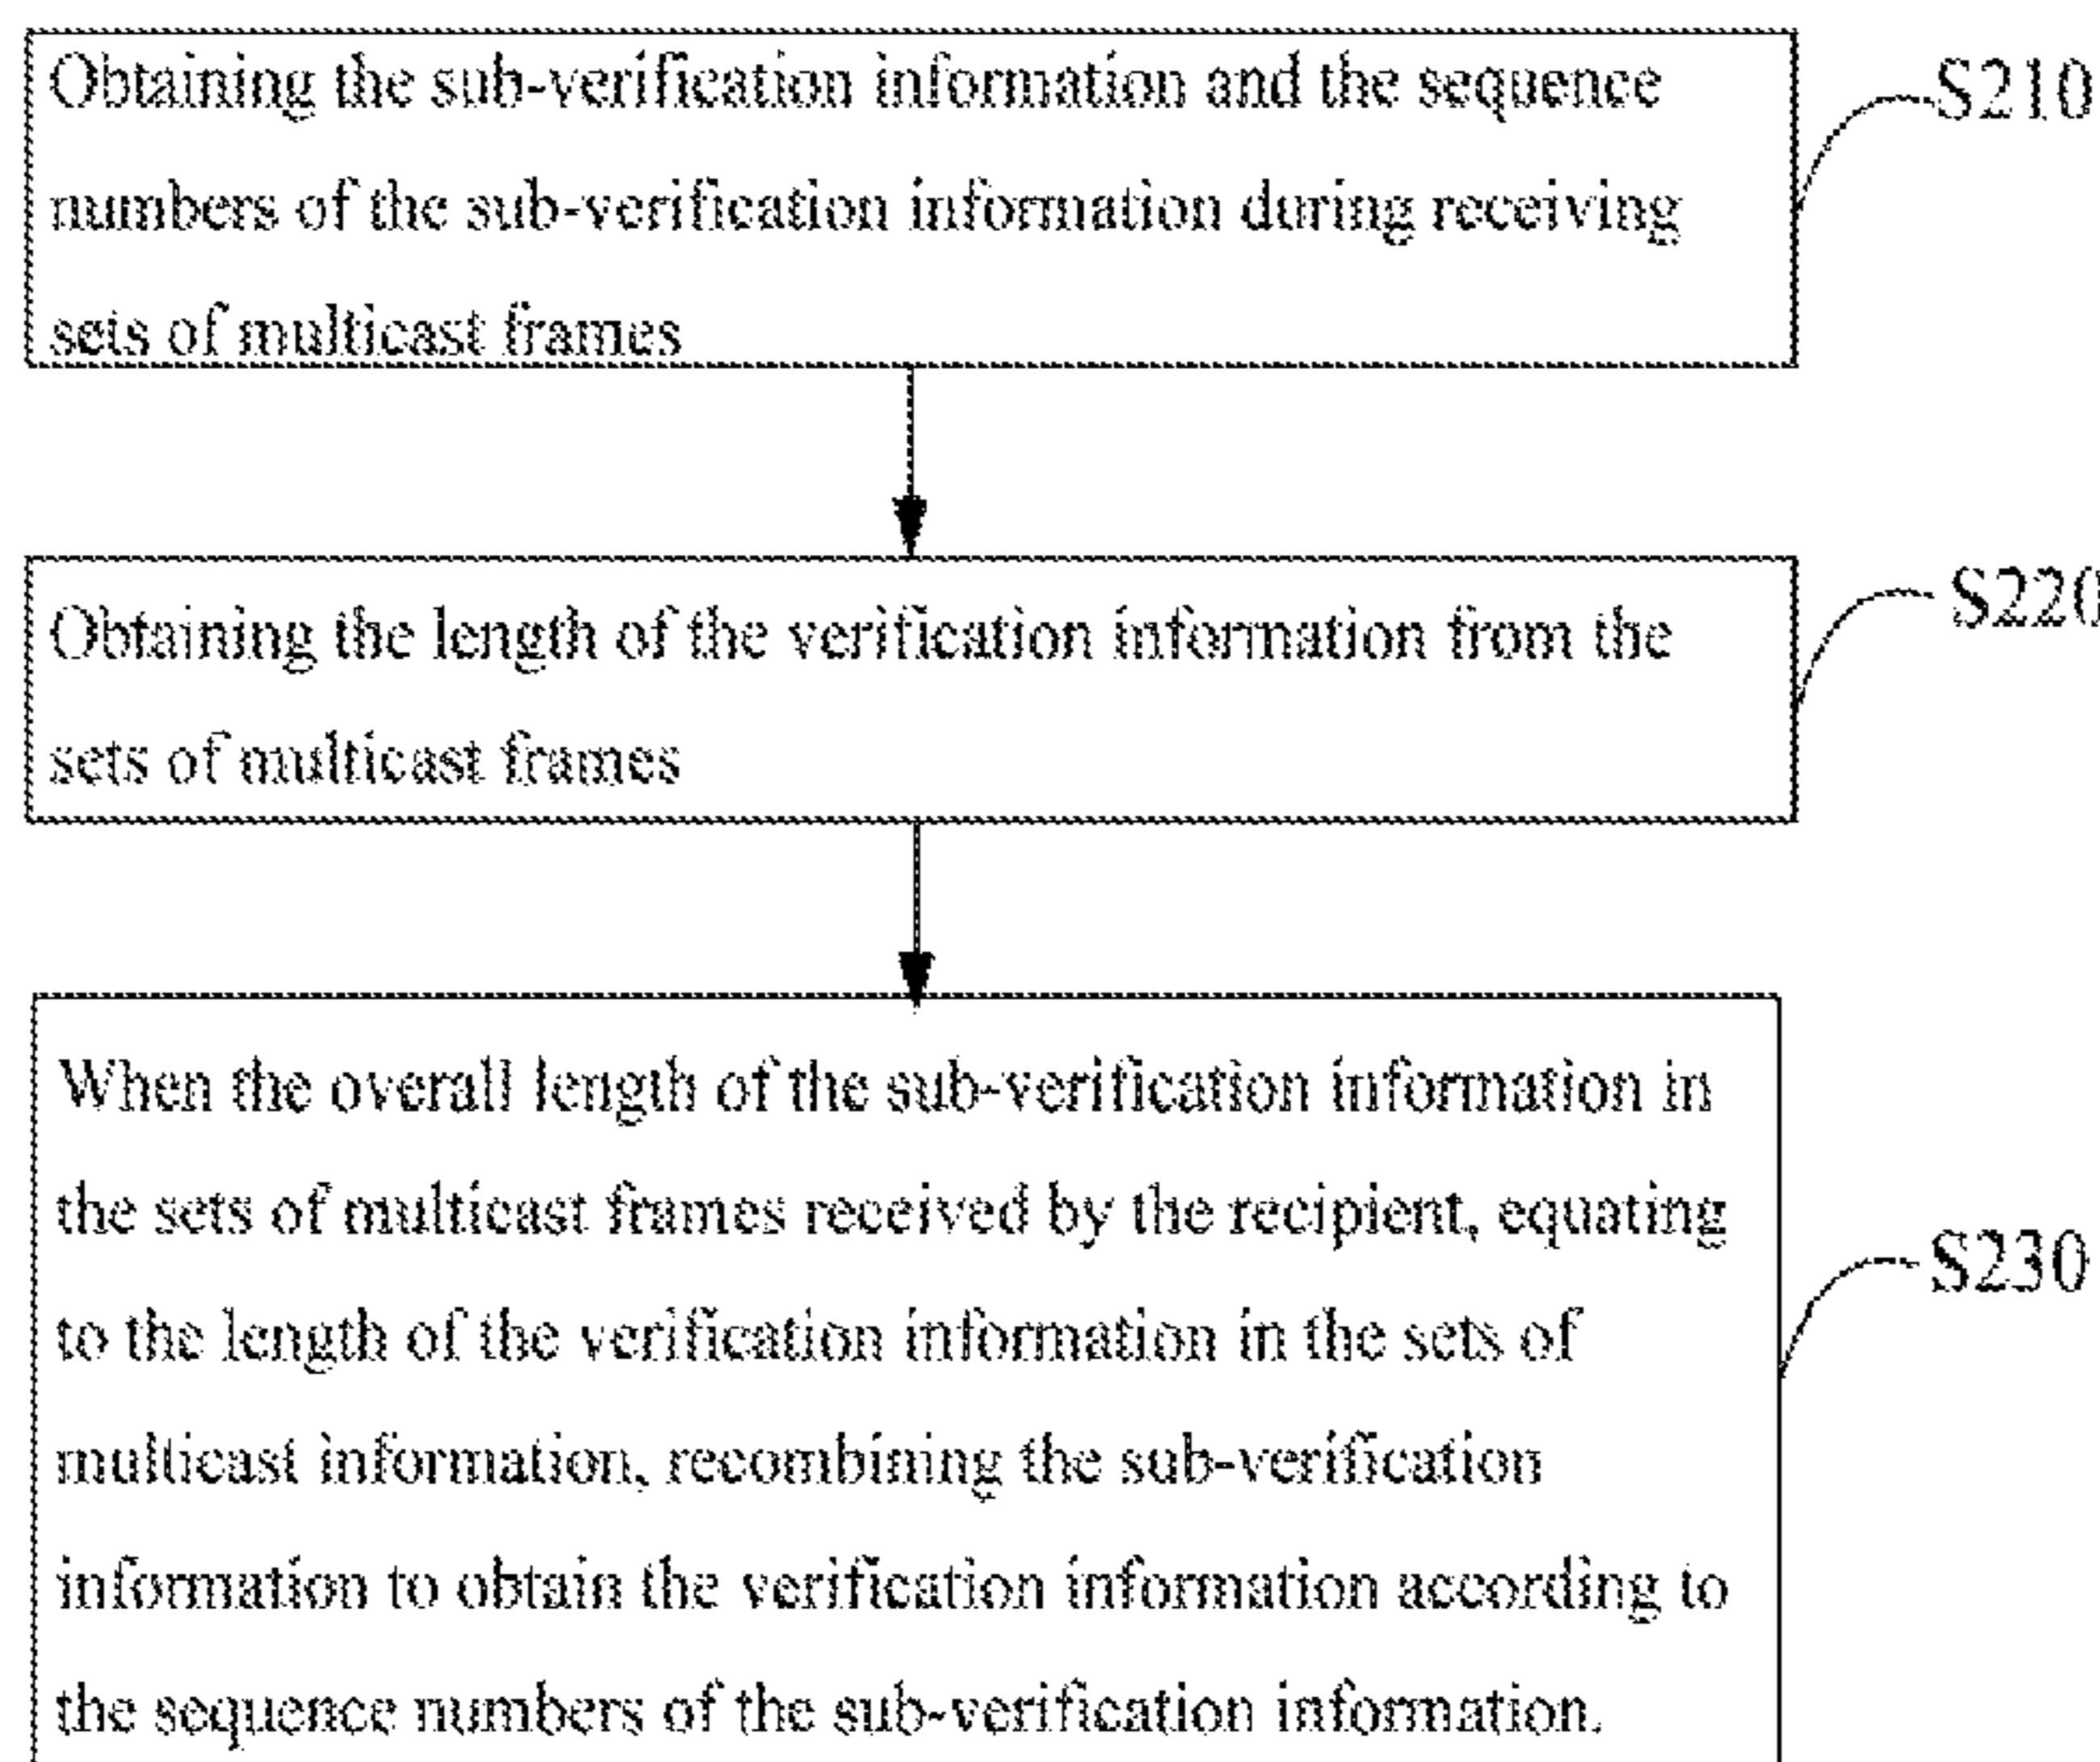 Obtaining the sub-verification information and the sequence
numbers of the sub-verification information during receiving
sets of multicast frames
S210
Obtaining the length of the verification information from the
sets of multicast frames
S220
When the overall length of the sub-verification information in
the sets of multicast frames received by the recipient, equating
to the length of the verification information in the sets of
multicast information, recombining the sub-verification
information to obtain the verification information according to
the sequence numbers of the sub-verification information.
S230